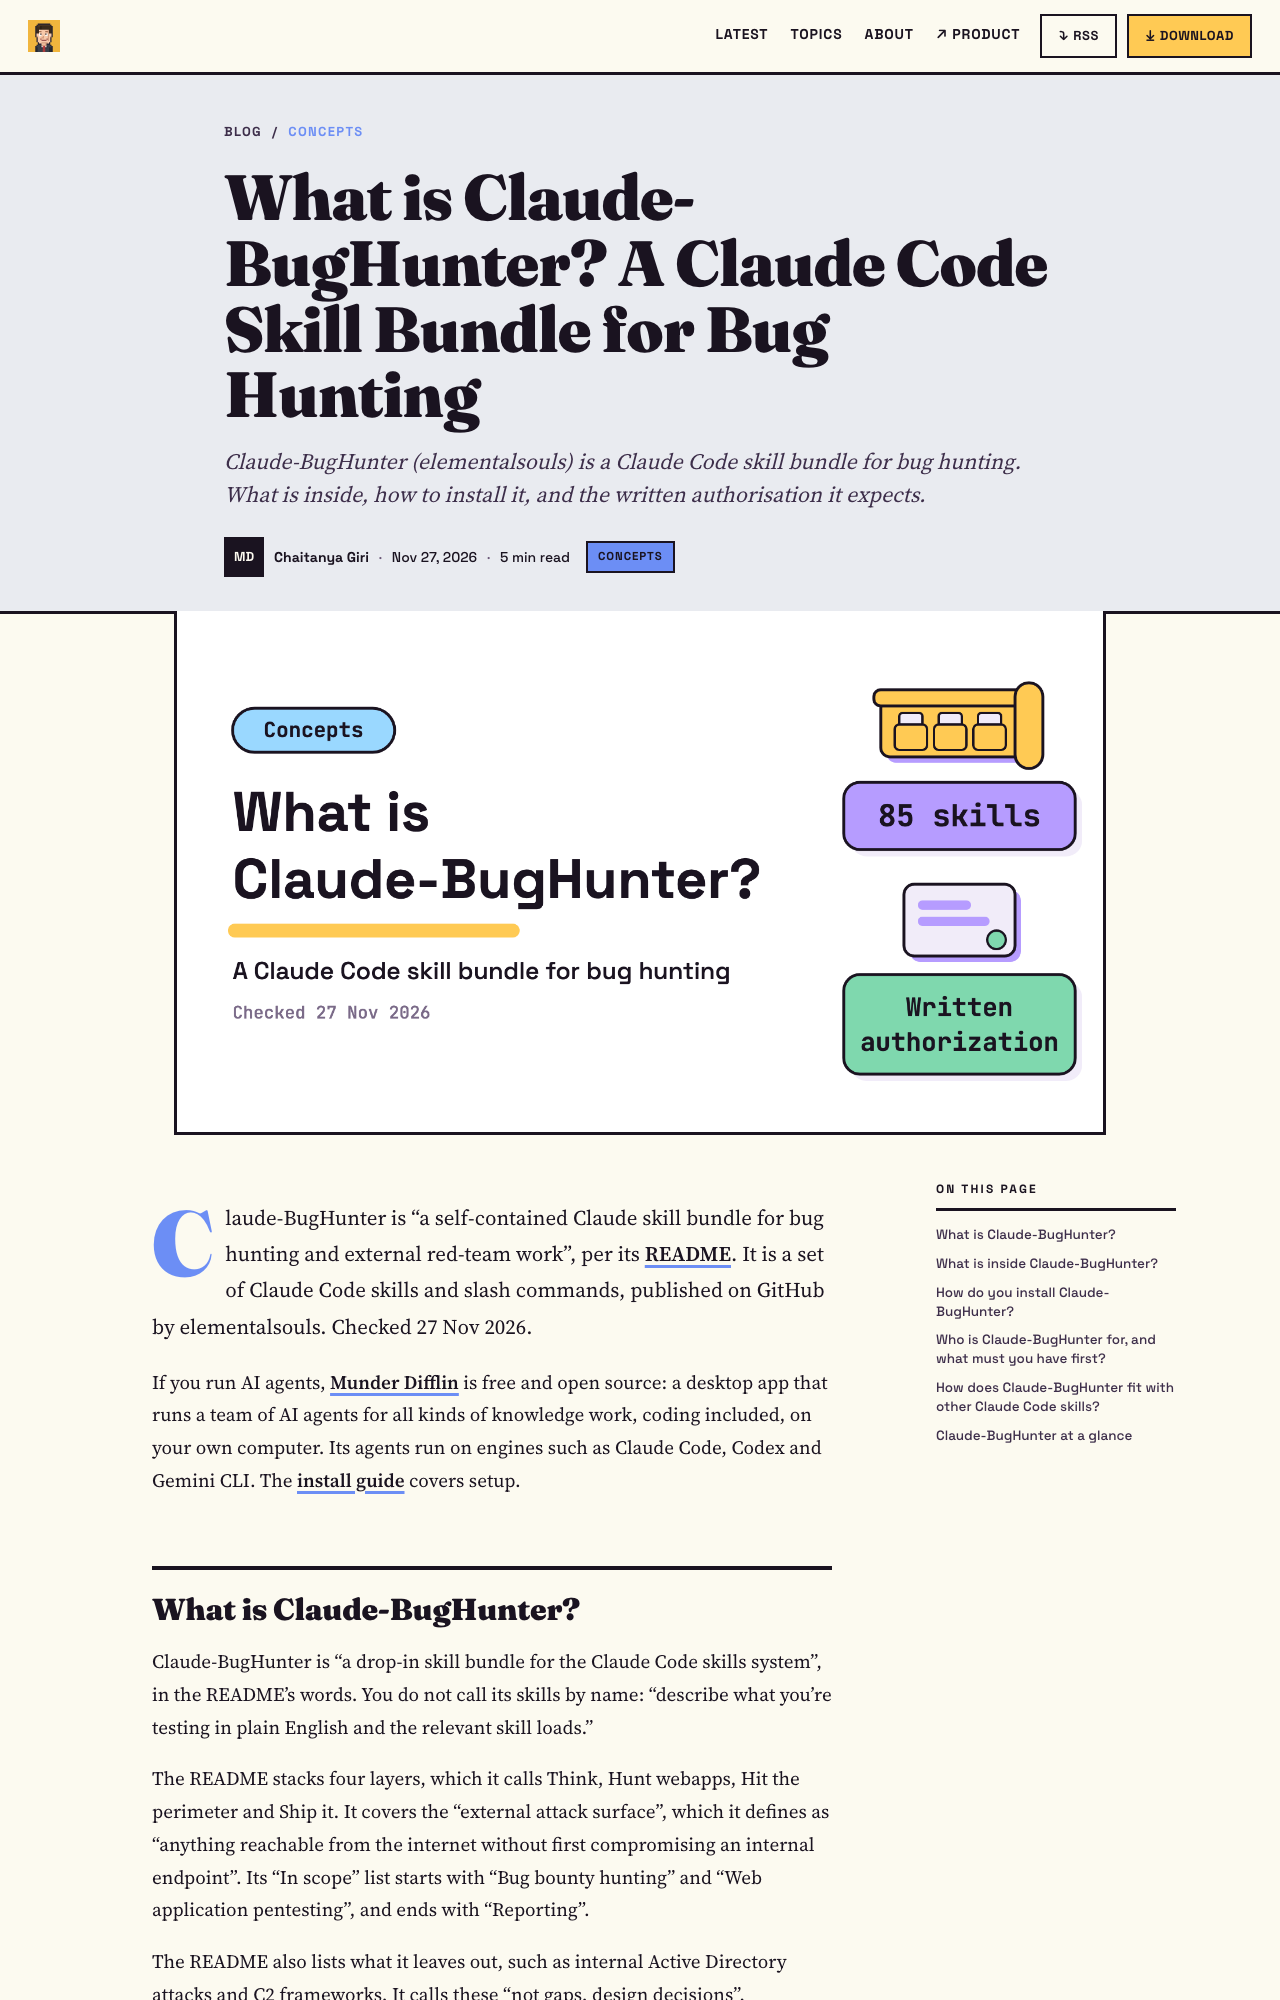 LATEST TOPICS ABOUT ↗ PRODUCT ⤵ RSS ⤓ DOWNLOAD
BLOG / CONCEPTS
What is Claude-
BugHunter? A Claude Code
Skill Bundle for Bug
Hunting
Claude-BugHunter (elementalsouls) is a Claude Code skill bundle for bug hunting.
What is inside, how to install it, and the written authorisation it expects.
MD Chaitanya Giri · Nov 27, 2026 · 5 min read CONCEPTS
Concepts
What is
Claude-BugHunter?
A Claude Code skill bundle for bug hunting
Checked 27 Nov 2026
85 skills
Written
authorization
Claude-BugHunter is “a self-contained Claude skill bundle for bug
hunting and external red-team work”, per its README. It is a set
of Claude Code skills and slash commands, published on GitHub
by elementalsouls. Checked 27 Nov 2026.
If you run AI agents, Munder Difflin is free and open source: a desktop app that
runs a team of AI agents for all kinds of knowledge work, coding included, on
your own computer. Its agents run on engines such as Claude Code, Codex and
Gemini CLI. The install guide covers setup.
ON THIS PAGE
What is Claude-BugHunter?
What is inside Claude-BugHunter?
How do you install Claude-
BugHunter?
Who is Claude-BugHunter for, and
what must you have first?
How does Claude-BugHunter fit with
other Claude Code skills?
Claude-BugHunter at a glance
What is Claude-BugHunter?
Claude-BugHunter is “a drop-in skill bundle for the Claude Code skills system”,
in the README’s words. You do not call its skills by name: “describe what you’re
testing in plain English and the relevant skill loads.”
The README stacks four layers, which it calls Think, Hunt webapps, Hit the
perimeter and Ship it. It covers the “external attack surface”, which it defines as
“anything reachable from the internet without first compromising an internal
endpoint”. Its “In scope” list starts with “Bug bounty hunting” and “Web
application pentesting”, and ends with “Reporting”.
The README also lists what it leaves out, such as internal Active Directory
attacks and C2 frameworks. It calls these “not gaps, design decisions”.